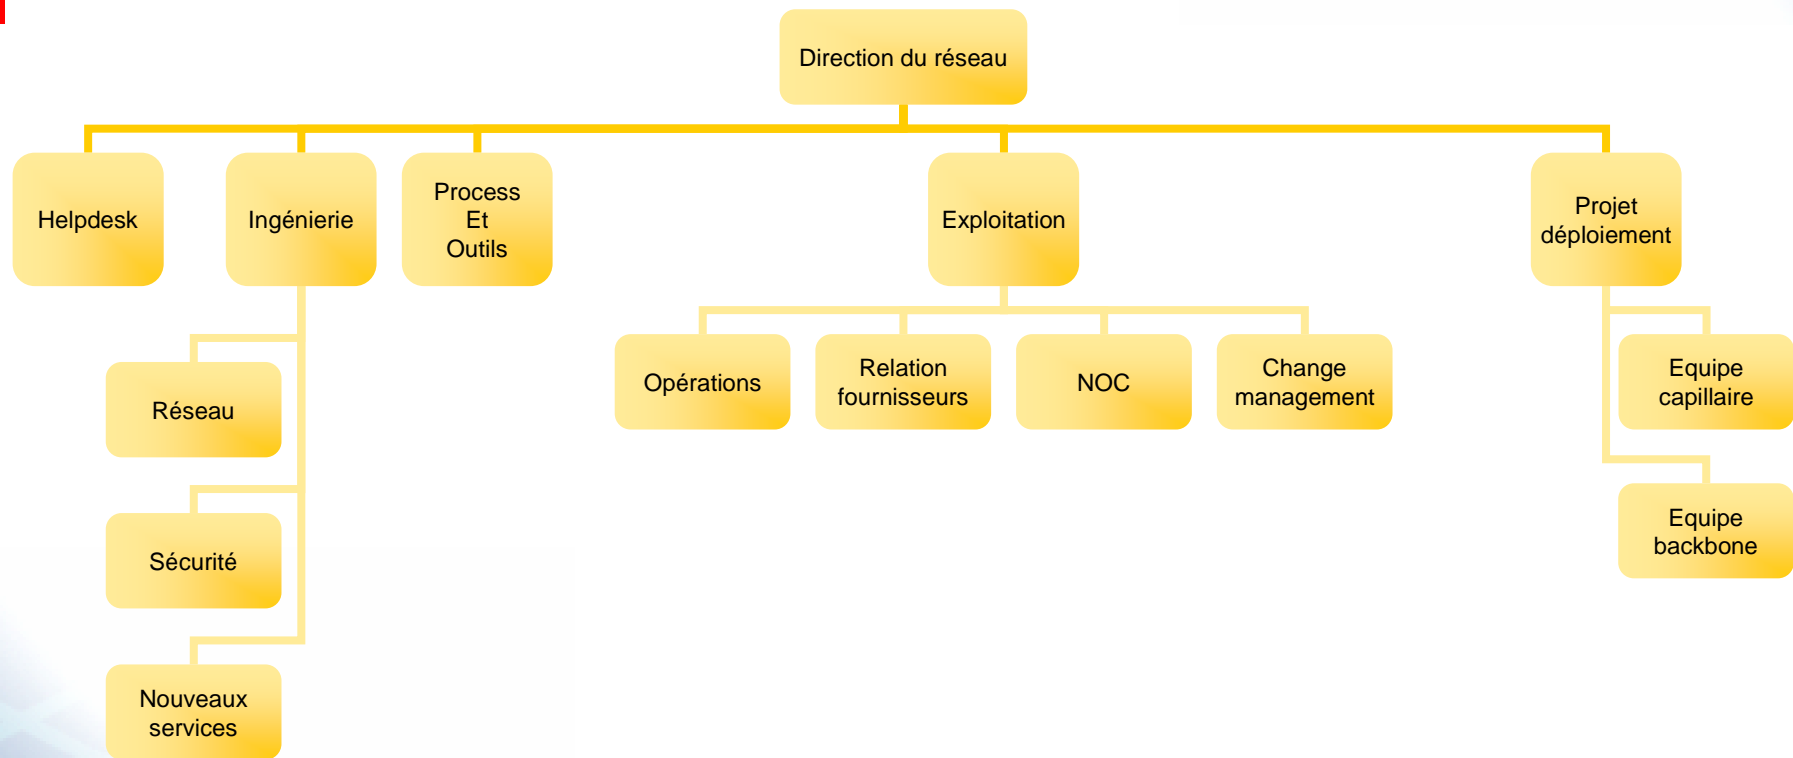 Direction du réseau
Helpdesk
Ingénierie
Process
Et
Outils
Exploitation
Projet
déploiement
Réseau
Sécurité
Nouveaux
services
Opérations
Relation
fournisseurs
NOC
Change
management
Equipe
capillaire
Equipe
backbone